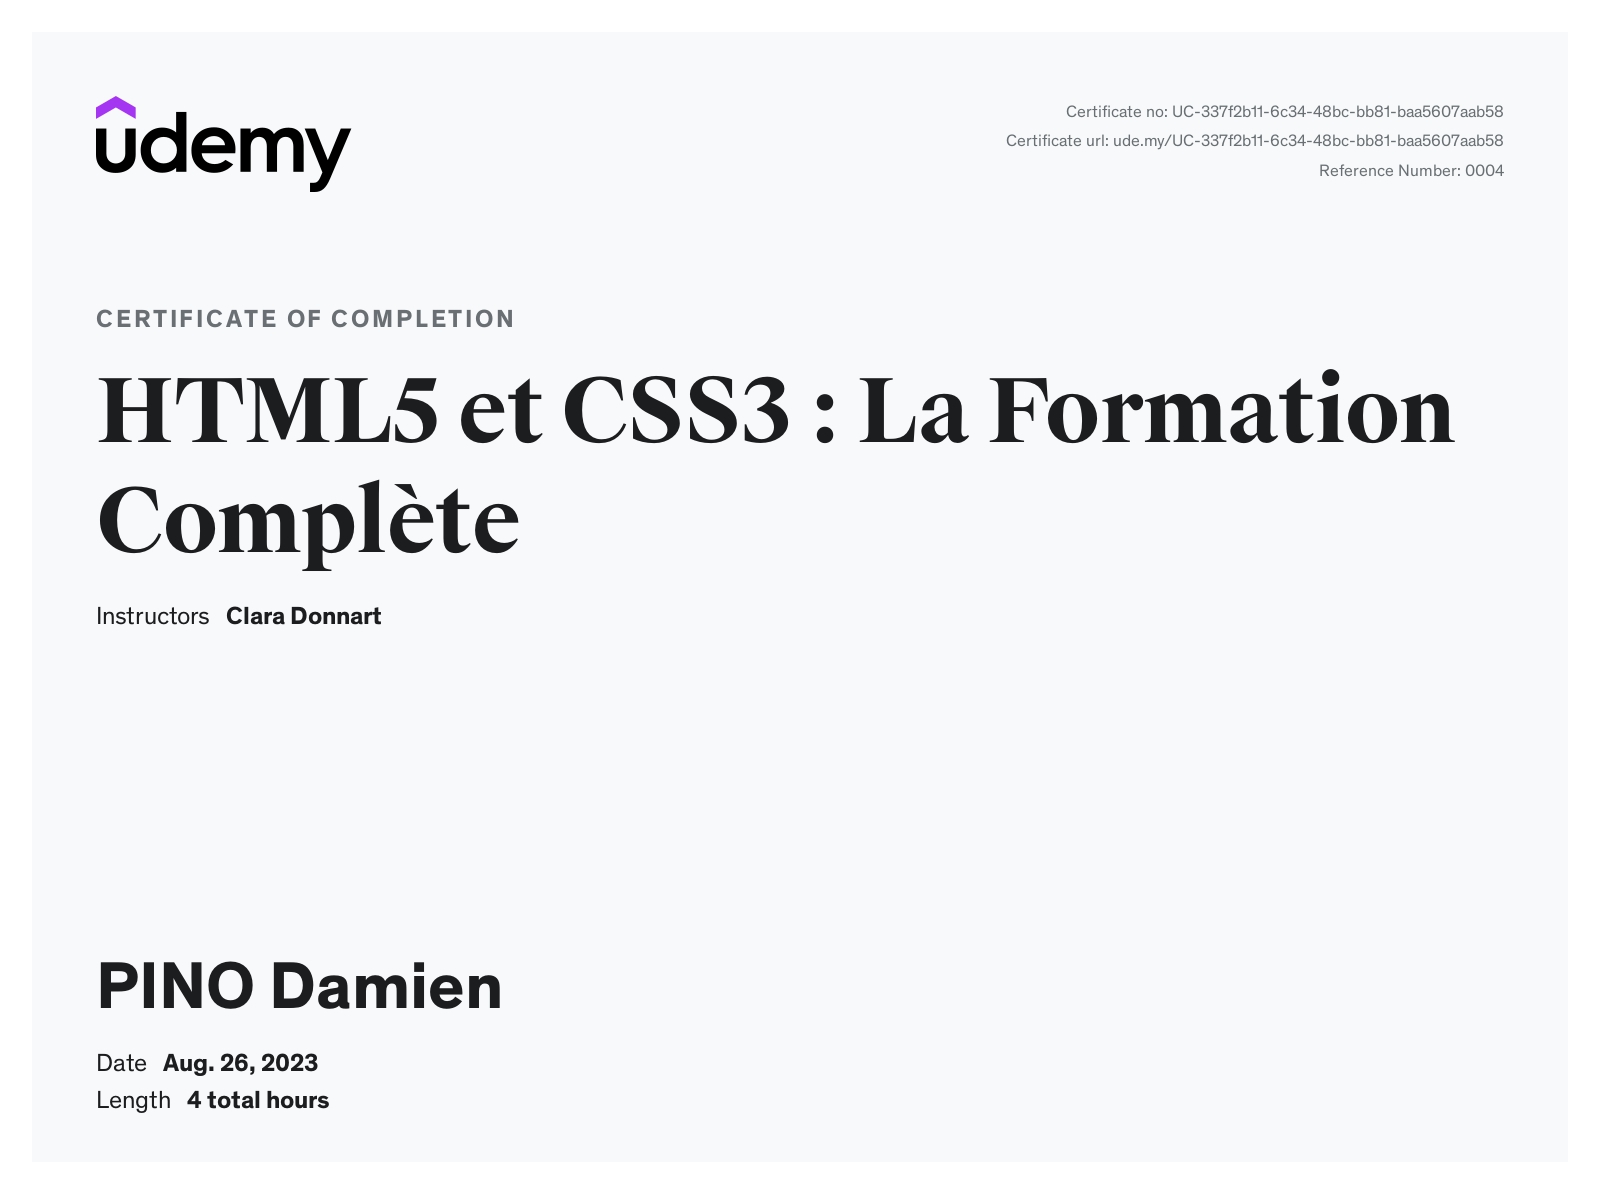 udemy
Certificate no: UC-337f2b11-6c34-48bc-bb81-baa5607aab58
Certificate url: ude.my/UC-337f2b11-6c34-48bc-bb81-baa5607aab58
Reference Number: 0004
CERTIFICATE OF COMPLETION
HTML5 et CSS3 : La Formation
Complète
Instructors Clara Donnart
PINO Damien
Date Aug. 26, 2023
Length 4 total hours